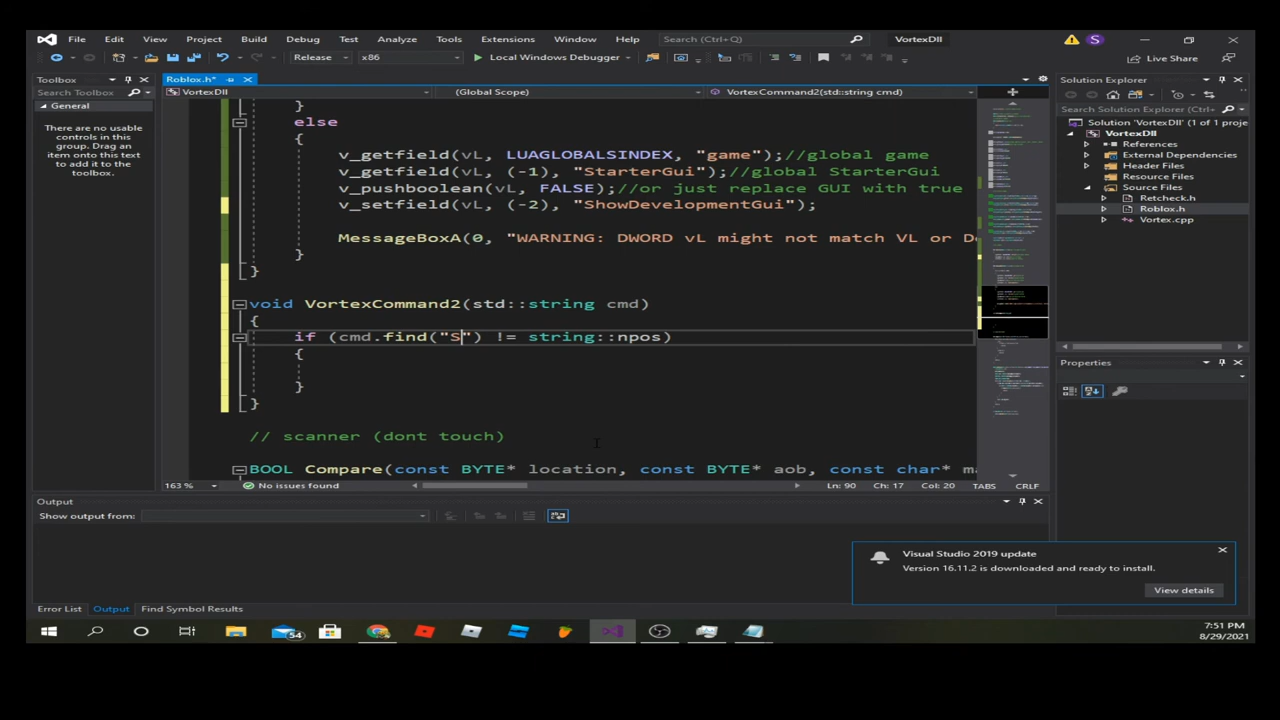 File Edit View Project Build Debug Test Analyze Tools Extensions Window Help Search (Ctrl+Q) VortexDll S
Release x86 Local Windows Debugger Live Share
Toolbox
Search Toolbox
General
There are no usable
controls in this
group. Drag an
item onto this text
to add it to the
toolbox.
Roblox.h*
VortexDll (Global Scope) VortexCommand2(std::string cmd)
}
else
{
v_getfield(vL, LUAGLOBALSINDEX, "game");//global game
v_getfield(vL, (-1), "StarterGui");//global StarterGui
v_pushboolean(vL, FALSE);//or just replace GUI with true
v_setfield(vL, (-2), "ShowDevelopmentGui");
MessageBoxA(0, "WARNING: DWORD vL might not match VL or
}
}
void VortexCommand2(std::string cmd)
{
if (cmd.find("S") != string::npos)
{
}
}
// scanner (dont touch)
BOOL Compare(const BYTE* location, const BYTE* aob, const char*
163 % No issues found Ln: 90 Ch: 17 Col: 20 TABS CRLF
Solution Explorer
Search Solution Explorer (Ctrl+;)
Solution 'VortexDll' (1 of 1 proje
VortexDll
References
External Dependencies
Header Files
Source Files
Retcheck.h
Roblox.h
Vortex.cpp
Properties
Output
Show output from:
Error List Output Find Symbol Results
Visual Studio 2019 update
Version 16.11.2 is downloaded and ready to install.
View details
54
7:51 PM
8/29/2021